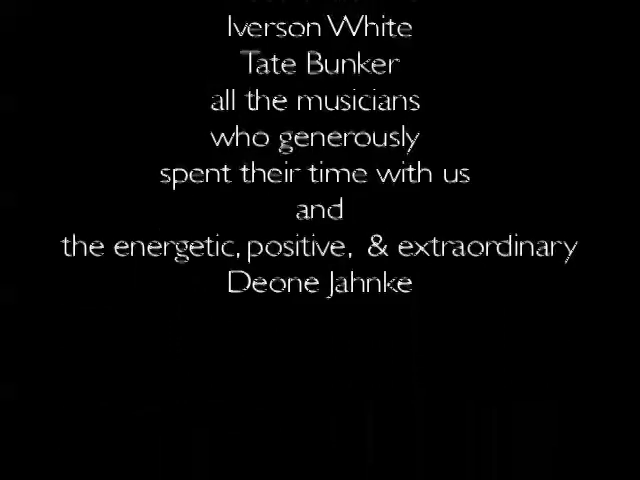 Iverson White
Tate Bunker
all the musicians
who generously
spent their time with us
and
the energetic, positive, & extraordinary
Deone Jahnke